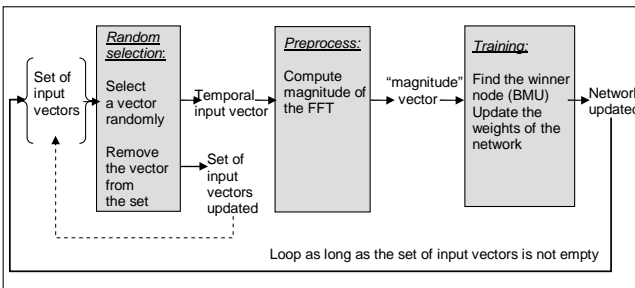 Set of
input
vectors
Random
selection:
Select
a vector
randomly
Remove
the vector
from
the set
Temporal
input vector
Set of
input
vectors
updated
Preprocess:
Compute
magnitude of
the FFT
“magnitude”
vector
Training:
Find the winner
node (BMU)
Update the
weights of the
network
Network
updated
Loop as long as the set of input vectors is not empty